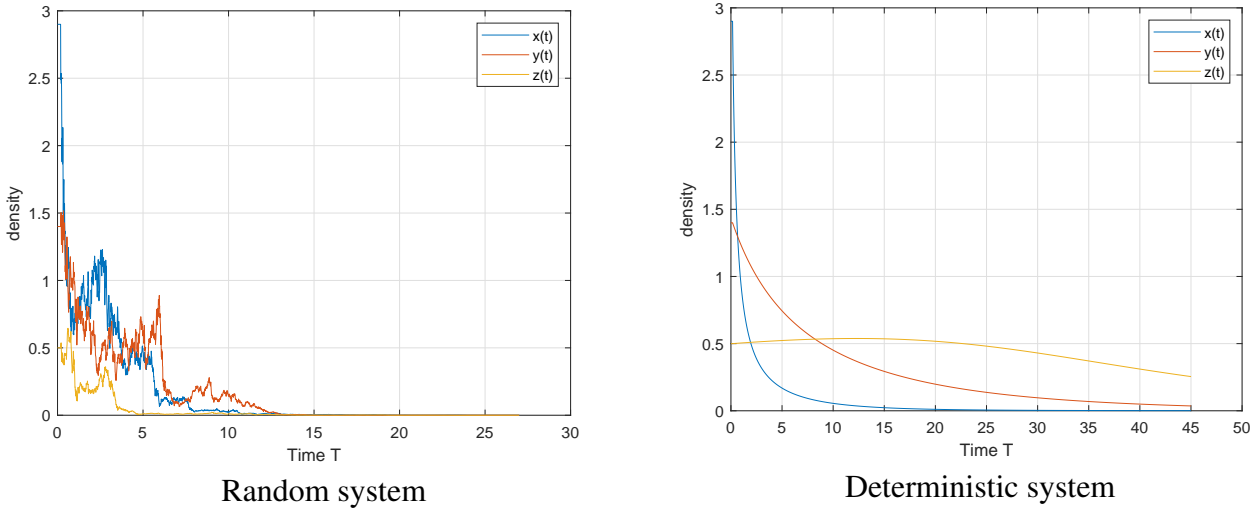 3
2.5
2
1.5
1
0.5
0
density
0 5 10 15 20 25 30
Time T
x(t)
y(t)
z(t)
Random system
3
2.5
2
1.5
1
0.5
0
density
0 5 10 15 20 25 30 35 40 45 50
Time T
x(t)
y(t)
z(t)
Deterministic system